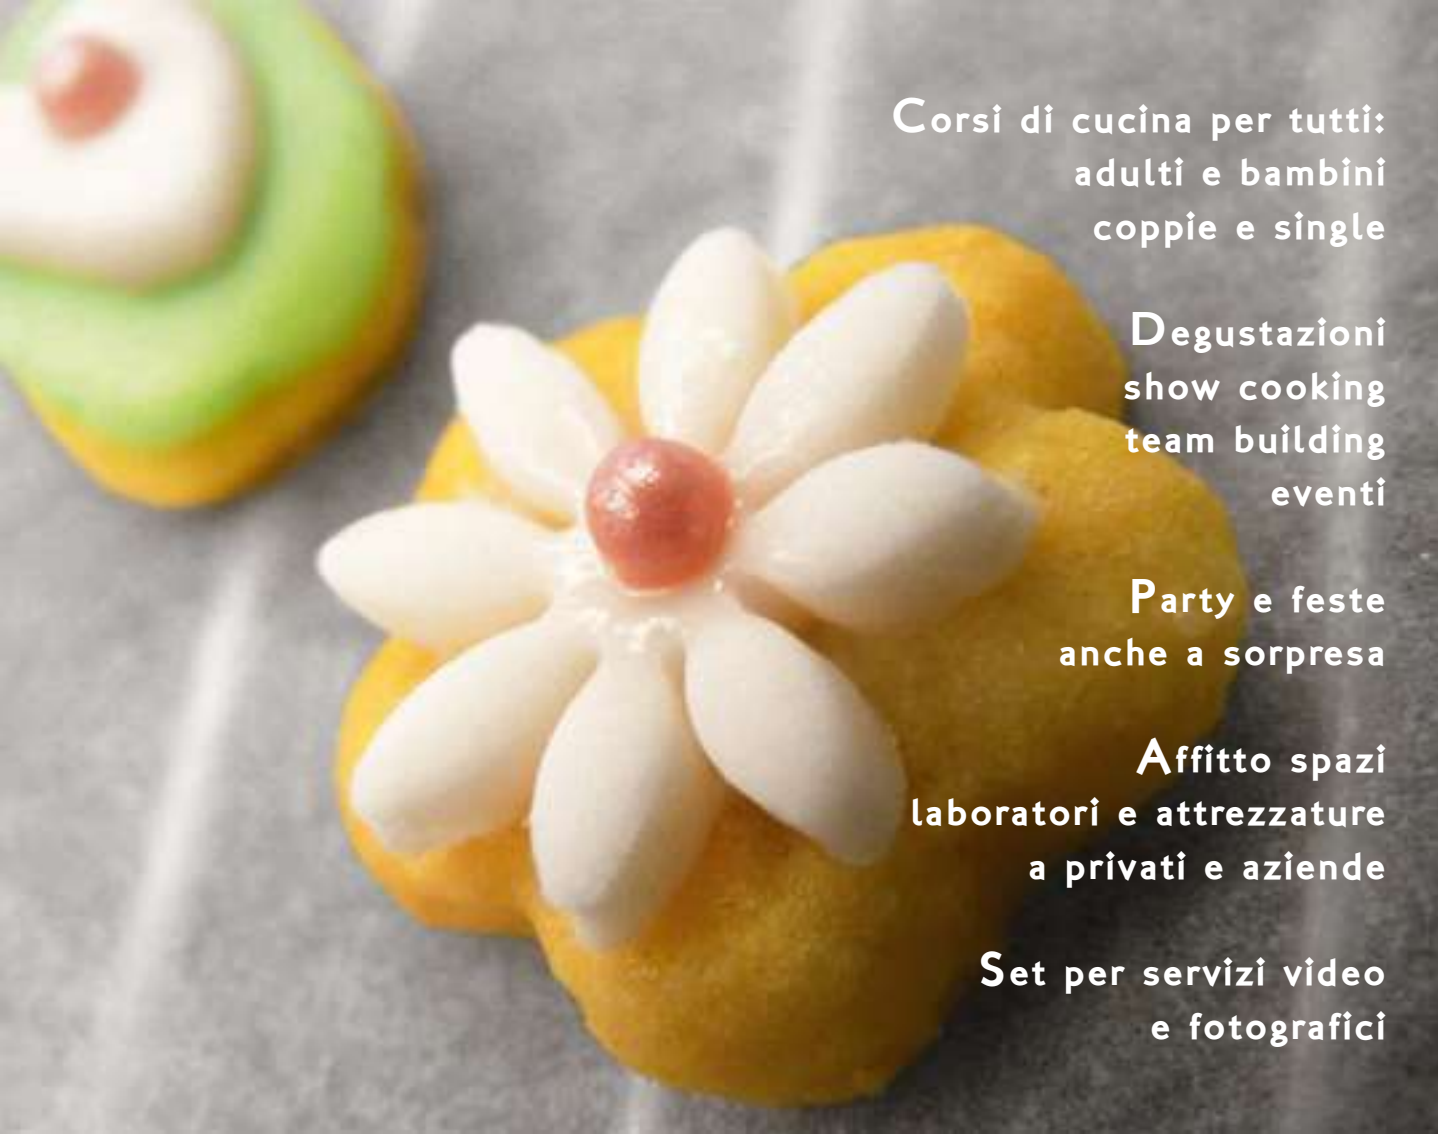 Corsi di cucina per tutti:
adulti e bambini
coppie e single
Degustazioni
show cooking
team building
eventi
Party e feste
anche a sorpresa
Affitto spazi
laboratori e attrezzature
a privati e aziende
Set per servizi video
e fotografici